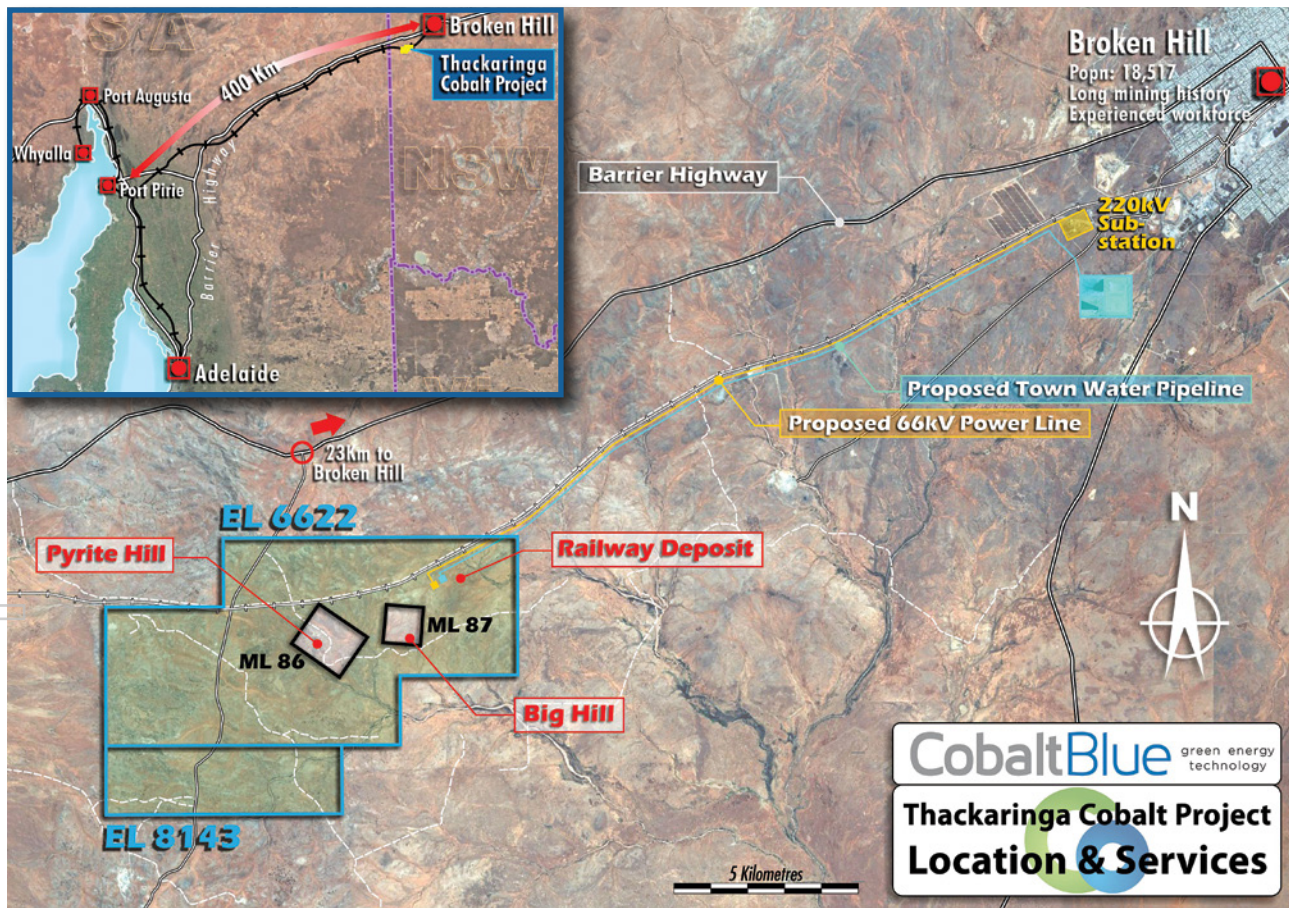 SA
Broken Hill
Thackaringa
Cobalt Project
400 Km
Port Augusta
Whyalla
Port Pirie
NSW
Barrier Highway
Adelaide
Broken Hill
Popn: 18,517
Long mining history
Experienced workforce
Barrier Highway
220kV
Sub-
station
Proposed Town Water Pipeline
Proposed 66kV Power Line
23Km to
Broken Hill
EL 6622
Pyrite Hill
Railway Deposit
ML 86
ML 87
Big Hill
EL 8143
N
5 Kilometres
CobaltBlue
green energy
technology
Thackaringa Cobalt Project
Location & Services